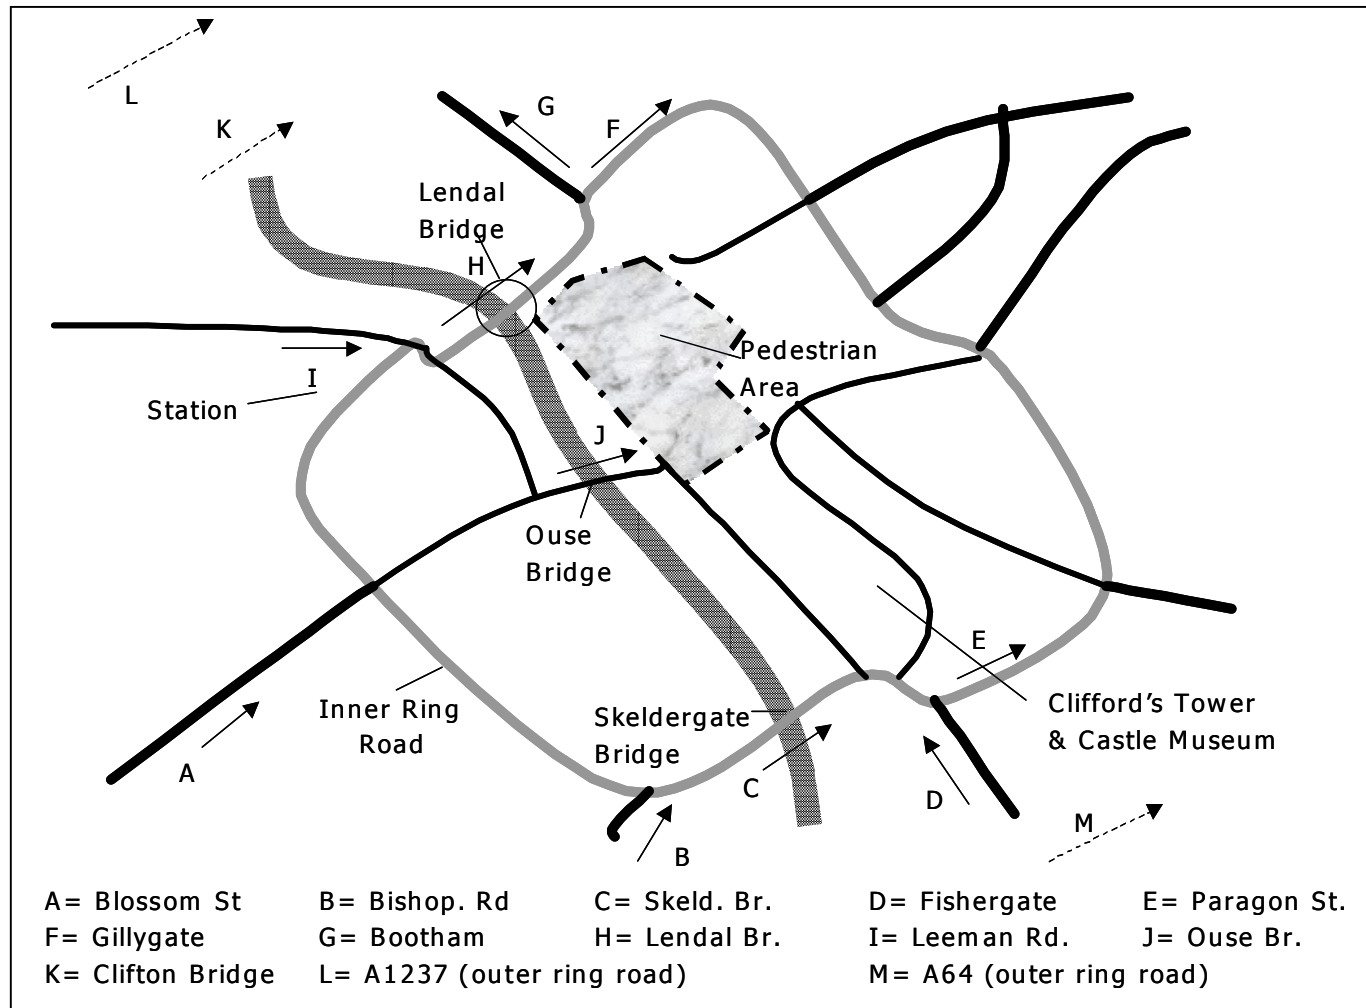 L
K
G
F
Lendal
Bridge
H
Pedestrian
Area
I
Station
J
Ouse
Bridge
E
Inner Ring
Road
Skeldergate
Bridge
Clifford's Tower
& Castle Museum
A
C
D
M
B
A= Blossom St B= Bishop. Rd C= Skeld. Br. D= Fishergate E= Paragon St.
F= Gillygate G= Bootham H= Lendal Br. I= Leeman Rd. J= Ouse Br.
K= Clifton Bridge L= A1237 (outer ring road) M= A64 (outer ring road)